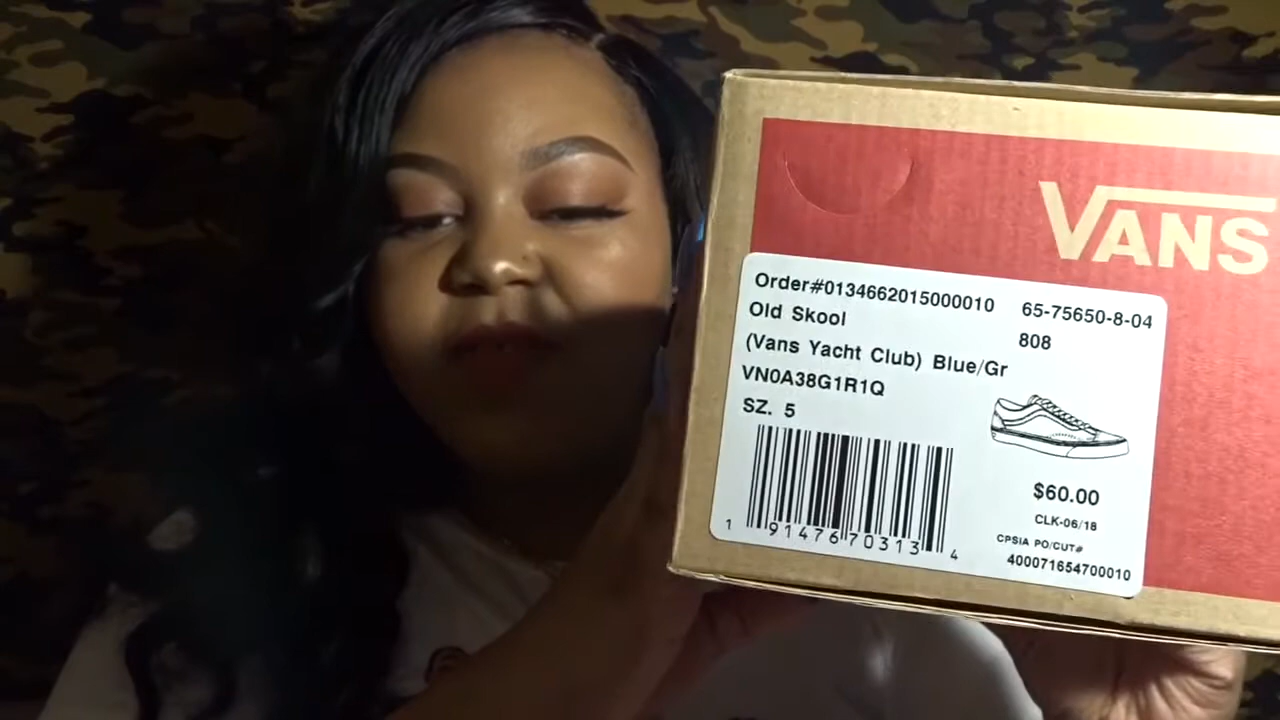 VANS
Order#0134662015000010 65-75650-8-04
Old Skool 808
(Vans Yacht Club) Blue/Gr
VN0A38G1R1Q
SZ. 5
$60.00
CLK-06/18
CPSIA PO/CUT#
400071654700010
1 91476 70313 4